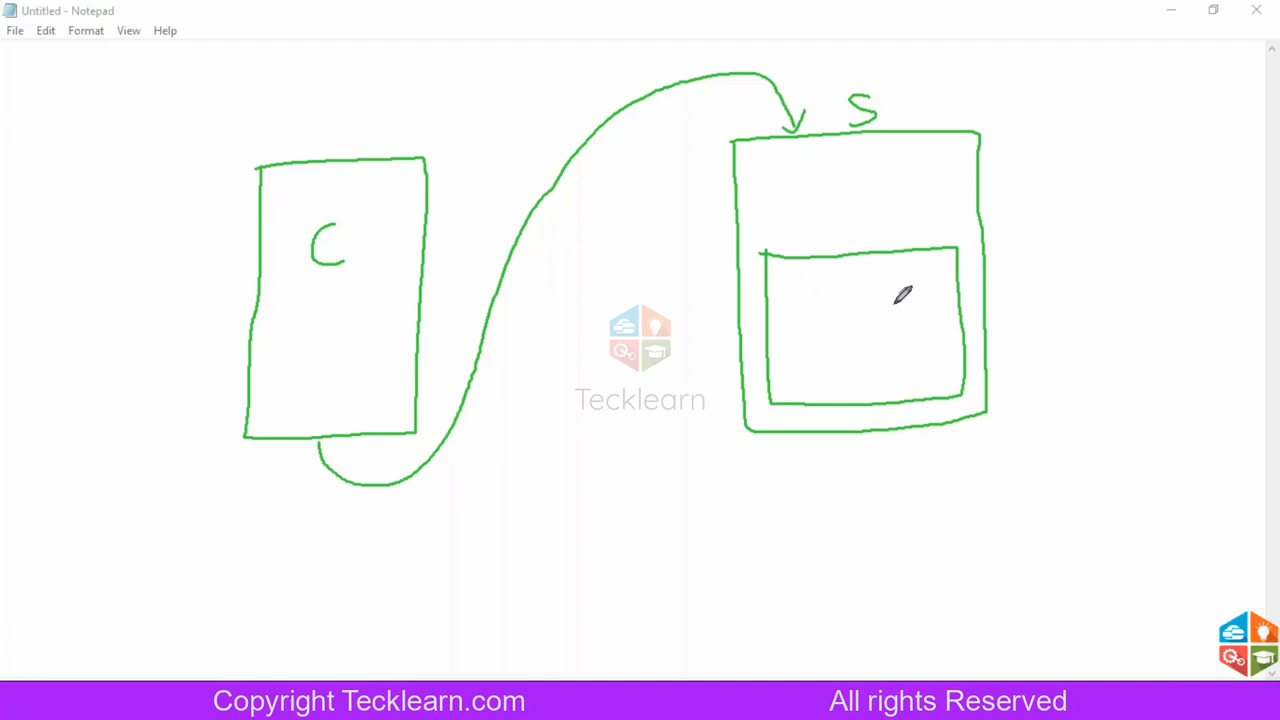 Untitled - Notepad
File Edit Format View Help
S
C
Tecklearn
Copyright Tecklearn.com All rights Reserved